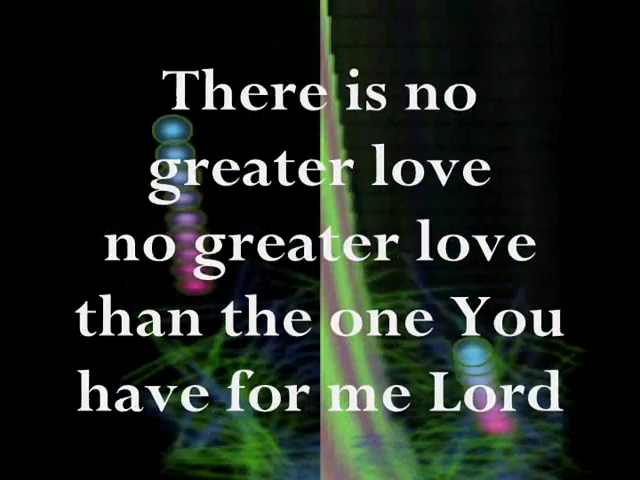 There is no
greater love
no greater love
than the one You
have for me Lord